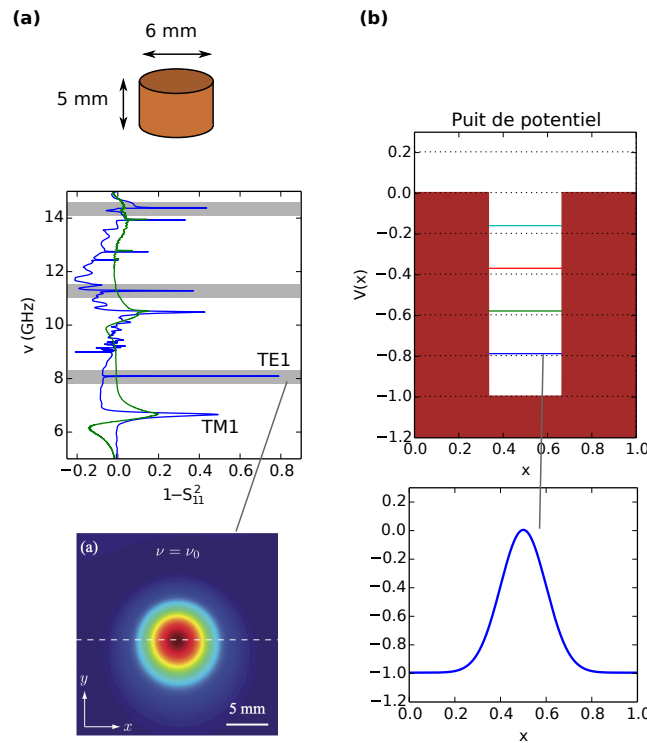 (a)
6 mm
5 mm
14
12
10
8
6
ν (GHz)
TE1
TM1
−0.2 0.0 0.2 0.4 0.6 0.8
1−S₁₁²
(a)
ν = ν₀
y
x
5 mm
(b)
Puit de potentiel
0.2
0.0
−0.2
−0.4
−0.6
−0.8
−1.0
−1.2
V(x)
0.0 0.2 0.4 0.6 0.8 1.0
x
0.2
0.0
−0.2
−0.4
−0.6
−0.8
−1.0
−1.2
0.0 0.2 0.4 0.6 0.8 1.0
x